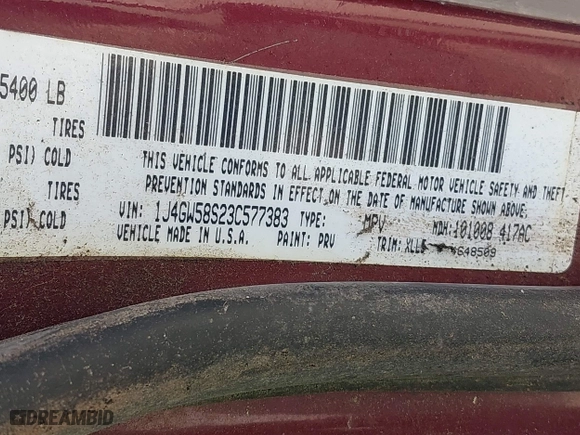 5400 LB
TIRES
PSI) COLD
TIRES
PSI) COLD
THIS VEHICLE CONFORMS TO ALL APPLICABLE FEDERAL MOTOR VEHICLE SAFETY AND THEFT
PREVENTION STANDARDS IN EFFECT ON THE DATE OF MANUFACTURE SHOWN ABOVE.
VIN: 1J4GW58S23C577383 TYPE: MPV MDH:101008 417AC
VEHICLE MADE IN U.S.A. PAINT: PRV TRIM: 4648509
DREAMBID